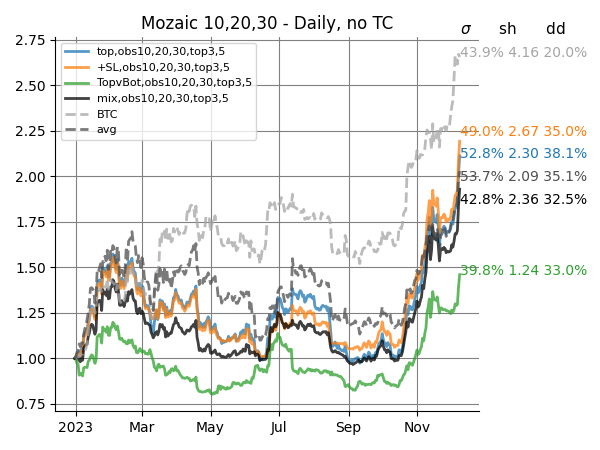 Mozaic 10,20,30 - Daily, no TC
σ sh dd
top,obs10,20,30,top3,5
+SL,obs10,20,30,top3,5
TopvBot,obs10,20,30,top3,5
mix,obs10,20,30,top3,5
BTC
avg
43.9% 4.16 20.0%
49.0% 2.67 35.0%
52.8% 2.30 38.1%
53.7% 2.09 35.1%
42.8% 2.36 32.5%
39.8% 1.24 33.0%
2.75
2.50
2.25
2.00
1.75
1.50
1.25
1.00
0.75
2023 Mar May Jul Sep Nov